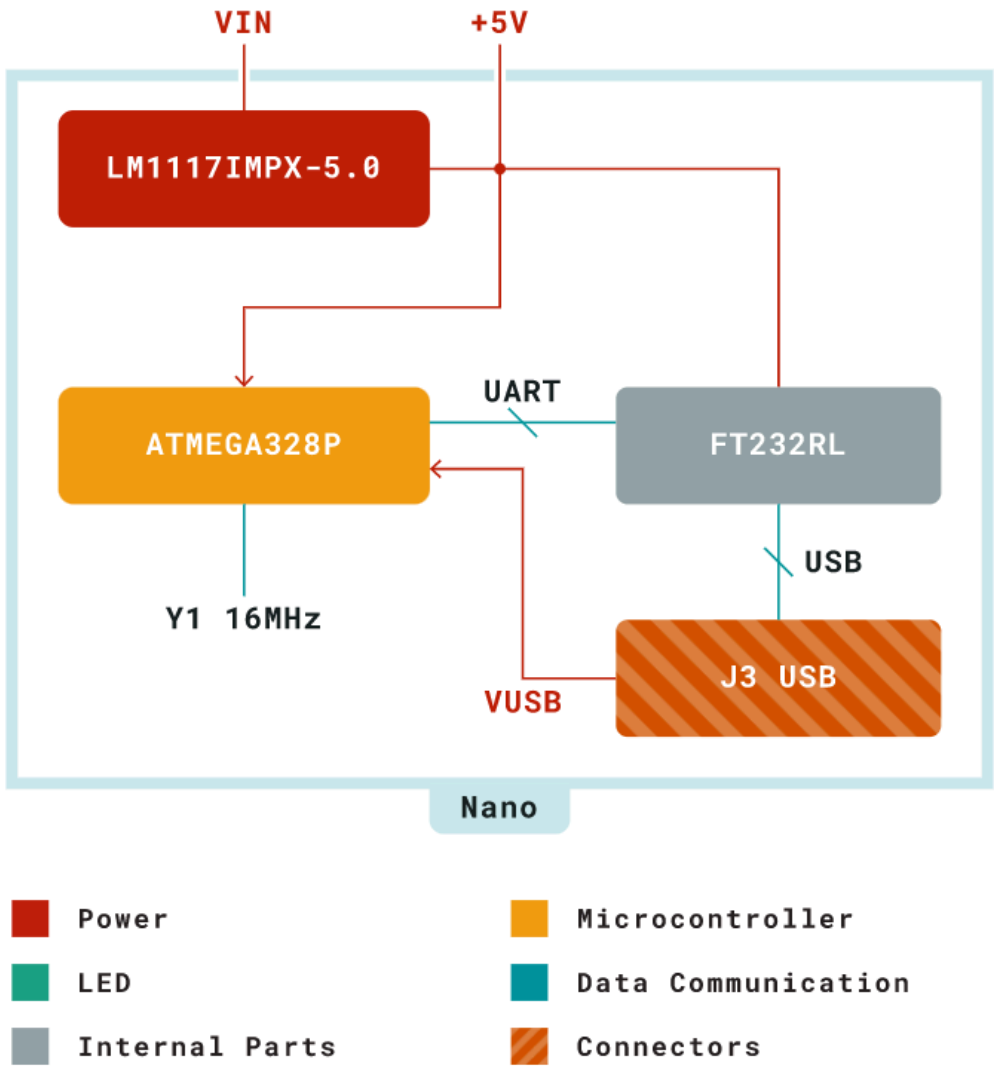 VIN
+5V
LM1117IMPX-5.0
UART
ATMEGA328P
FT232RL
USB
Y1 16MHz
J3 USB
VUSB
Nano
Power
Microcontroller
LED
Data Communication
Internal Parts
Connectors